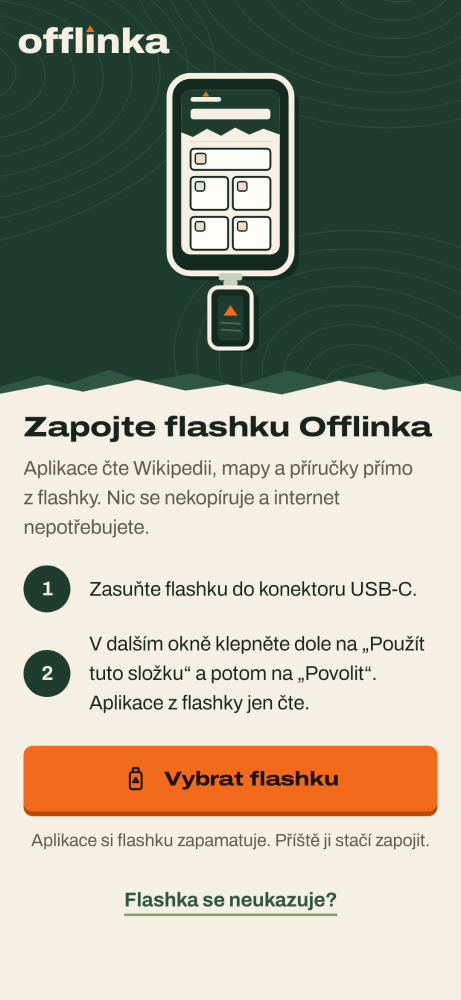 offlinka
Zapojte flashku Offlinka
Aplikace čte Wikipedii, mapy a příručky přímo
z flashky. Nic se nekopíruje a internet
nepotřebujete.
1
Zasuňte flashku do konektoru USB-C.
2
V dalším okně klepněte dole na „Použít
tuto složku“ a potom na „Povolit“.
Aplikace z flashky jen čte.
Vybrat flashku
Aplikace si flashku zapamatuje. Příště ji stačí zapojit.
Flashka se neukazuje?